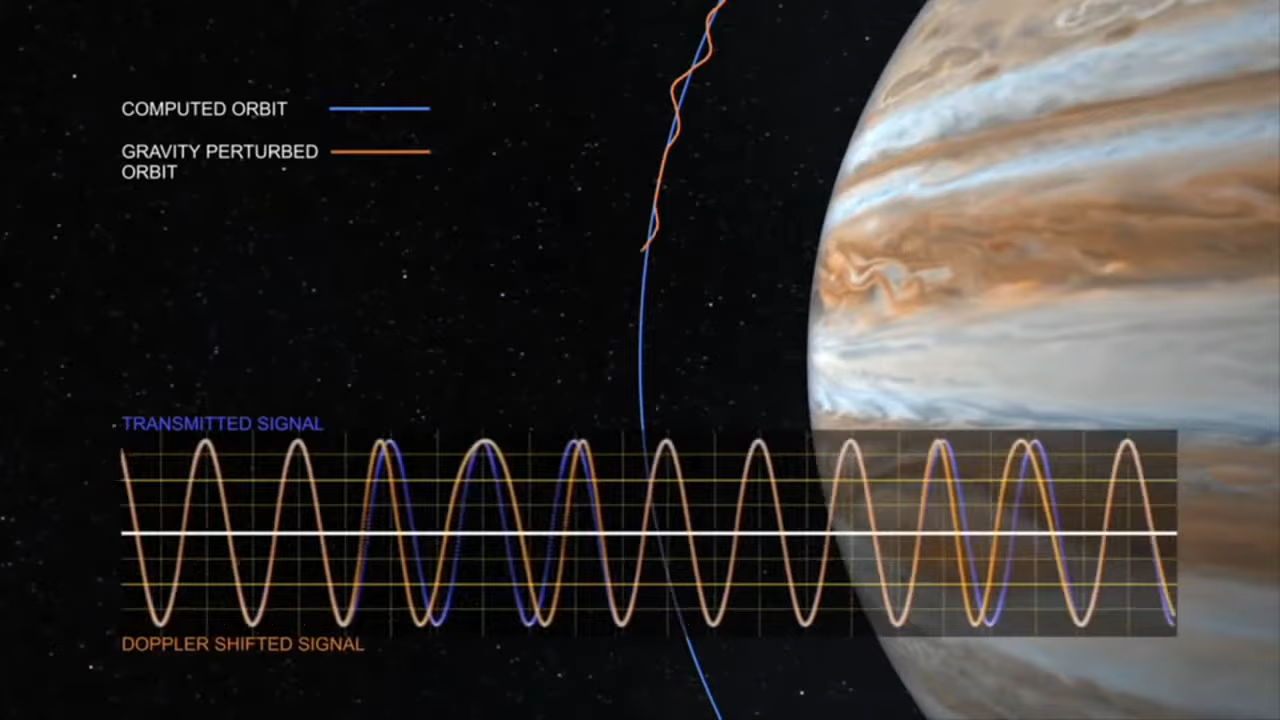 COMPUTED ORBIT
GRAVITY PERTURBED
ORBIT
TRANSMITTED SIGNAL
DOPPLER SHIFTED SIGNAL